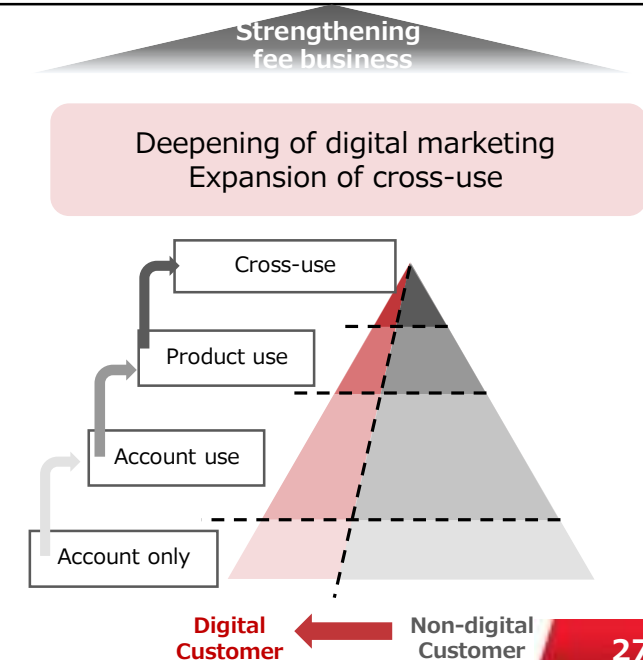 Strengthening
fee business
Deepening of digital marketing
Expansion of cross-use
Cross-use
Product use
Account use
Account only
Digital
Customer
Non-digital
Customer
27